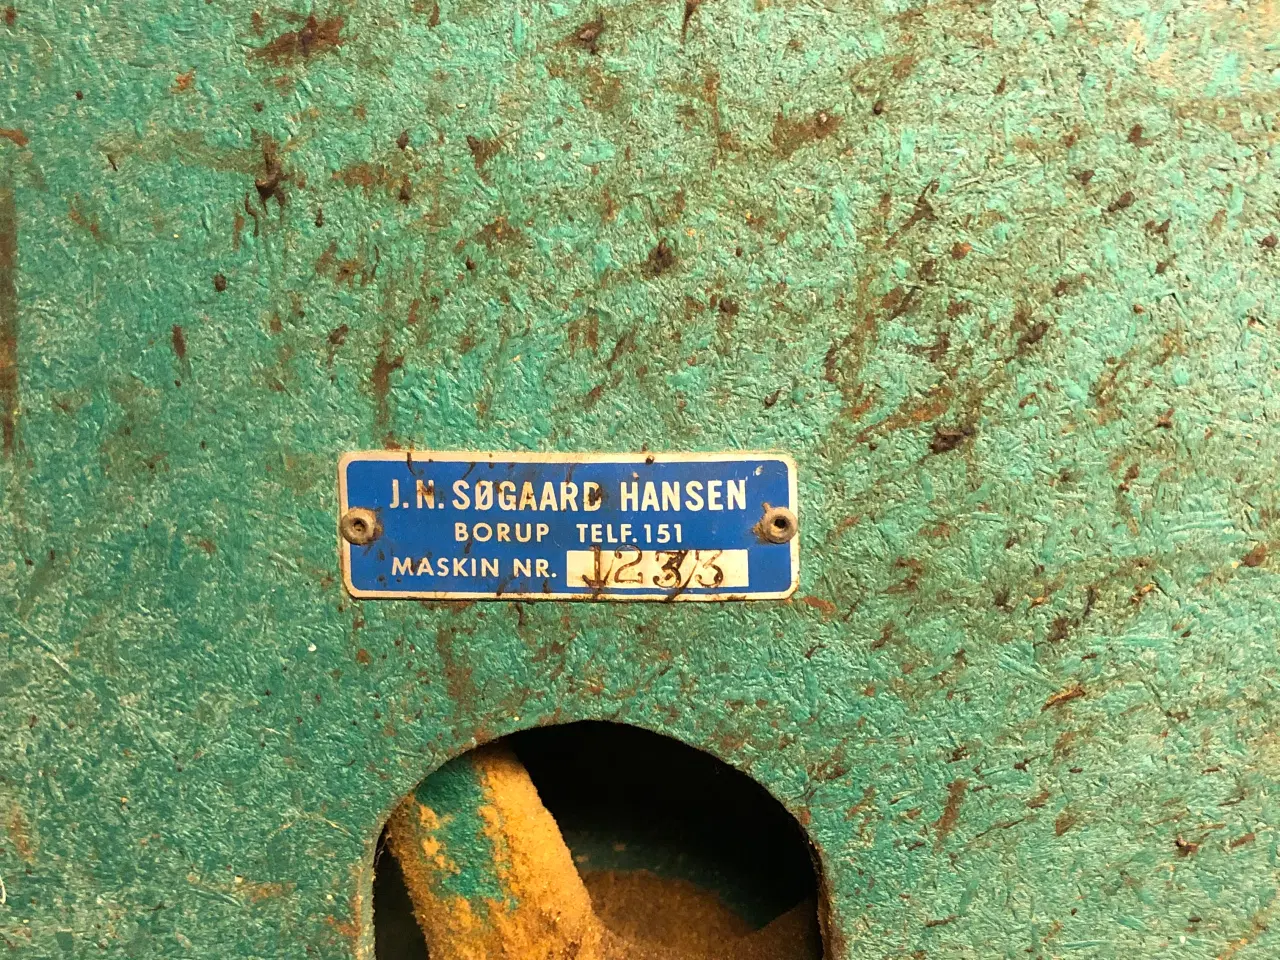 J.N. SØGAARD HANSEN
BORUP TELF. 151
MASKIN NR. 1233